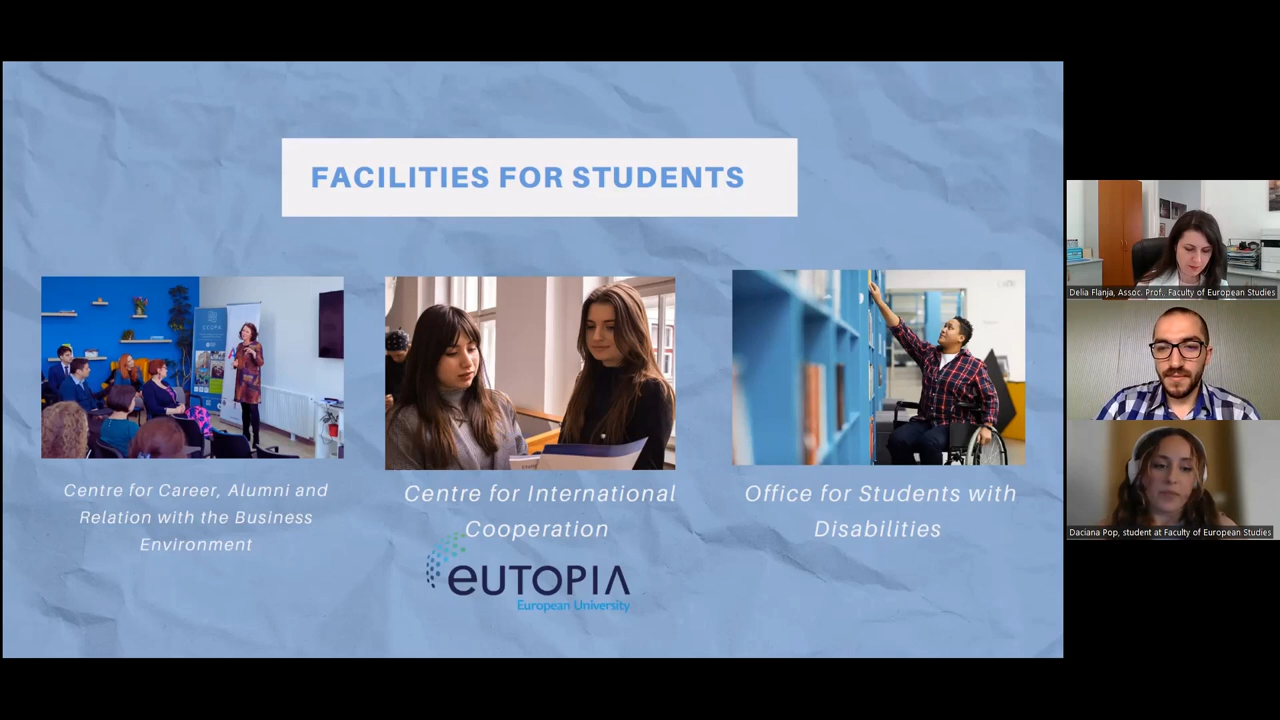 FACILITIES FOR STUDENTS
Centre for Career, Alumni and
Relation with the Business
Environment
Centre for International
Cooperation
eUTOPIA
European University
Office for Students with
Disabilities
Delia Flanja, Assoc. Prof., Faculty of European Studies
Daciana Pop, student at Faculty of European Studies